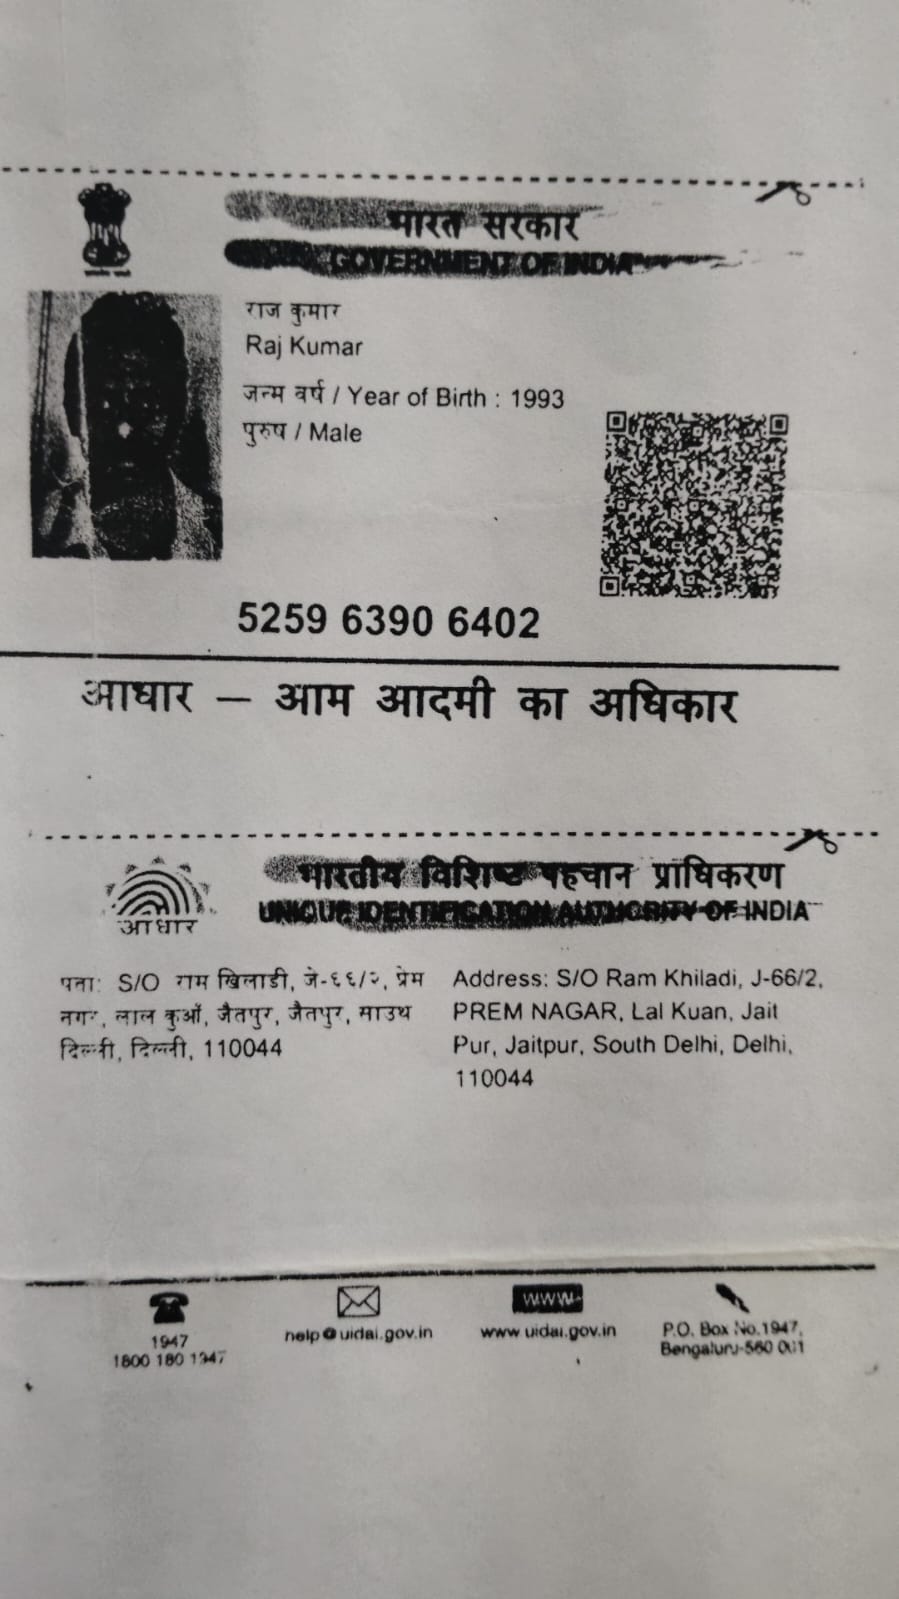 भारत सरकार
GOVERNMENT OF INDIA
राज कुमार
Raj Kumar
जन्म वर्ष / Year of Birth : 1993
पुरुष / Male
5259 6390 6402
आधार – आम आदमी का अधिकार
भारतीय विशिष्ट पहचान प्राधिकरण
UNIQUE IDENTIFICATION AUTHORITY OF INDIA
आधार
पता: S/O राम खिलाडी, जे-६६/२, प्रेम
नगर, लाल कुआँ, जैतपुर, जैतपुर, साउथ
दिल्ली, दिल्ली, 110044
Address: S/O Ram Khiladi, J-66/2,
PREM NAGAR, Lal Kuan, Jait
Pur, Jaitpur, South Delhi, Delhi,
110044
1947
1800 180 1947
help@uidai.gov.in
www
www.uidai.gov.in
P.O. Box No.1947,
Bengaluru-560 001